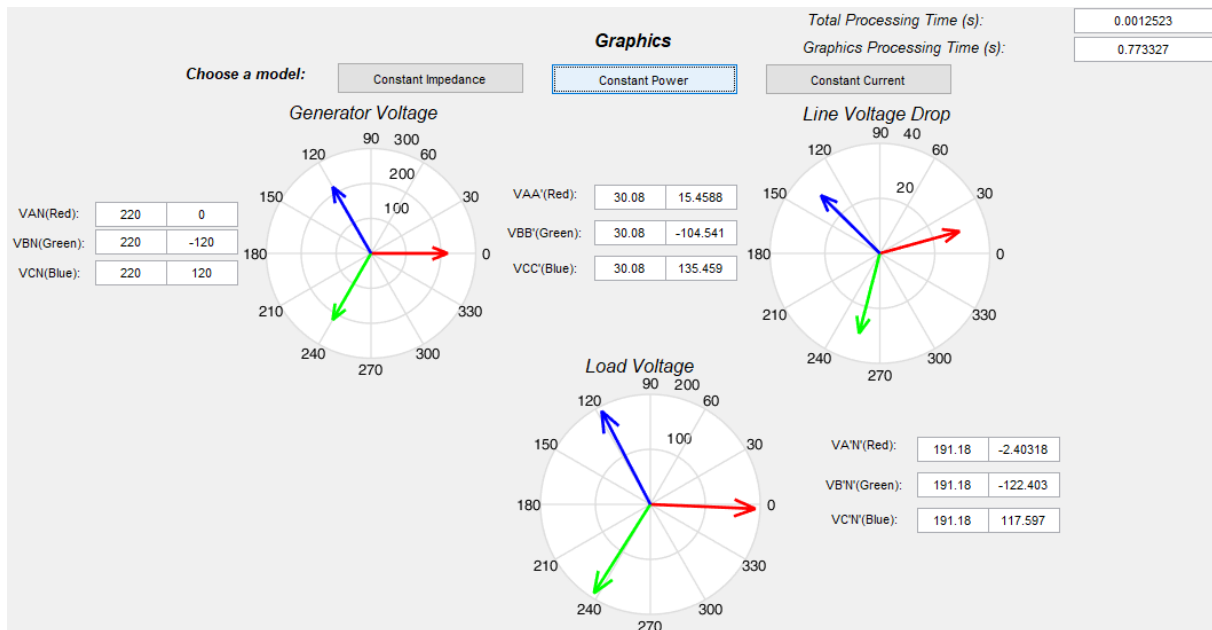 Total Processing Time (s): 0.0012523
Graphics
Graphics Processing Time (s): 0.773327
Choose a model: Constant Impedance Constant Power Constant Current
Generator Voltage
90 300
120 60
200
150 30
100
180 0
210 330
240 300
270
VAN(Red): 220 0
VBN(Green): 220 -120
VCN(Blue): 220 120
VAA'(Red): 30.08 15.4588
VBB'(Green): 30.08 -104.541
VCC'(Blue): 30.08 135.459
Line Voltage Drop
90 40
120 60
150 20 30
180 0
210 330
240 300
270
Load Voltage
90 200
120 60
150 100 30
180 0
210 330
240 300
270
VA'N'(Red): 191.18 -2.40318
VB'N'(Green): 191.18 -122.403
VC'N'(Blue): 191.18 117.597